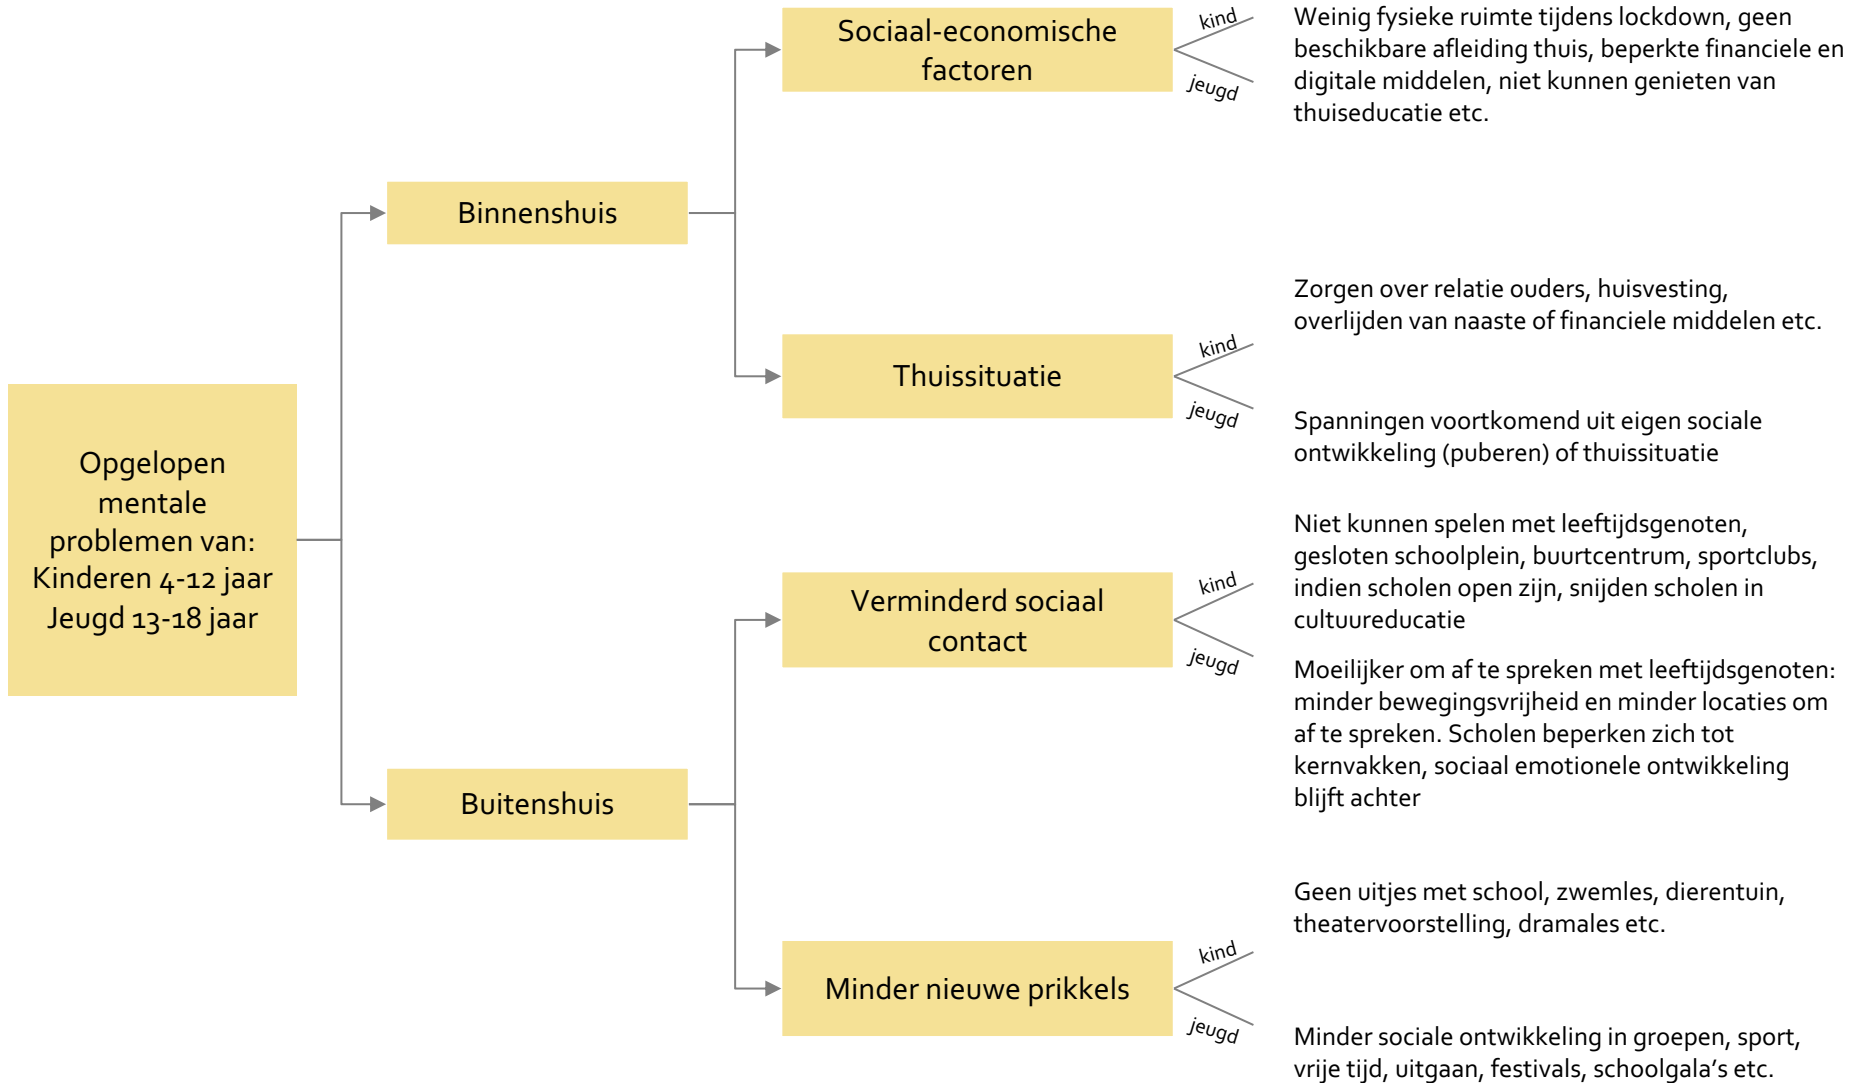 Opgelopen
mentale
problemen van:
Kinderen 4-12 jaar
Jeugd 13-18 jaar
Binnenshuis
Sociaal-economische
factoren
kind
jeugd
Weinig fysieke ruimte tijdens lockdown, geen
beschikbare afleiding thuis, beperkte financiele en
digitale middelen, niet kunnen genieten van
thuiseducatie etc.
Thuissituatie
kind
Zorgen over relatie ouders, huisvesting,
overlijden van naaste of financiele middelen etc.
jeugd
Spanningen voortkomend uit eigen sociale
ontwikkeling (puberen) of thuissituatie
Buitenshuis
Verminderd sociaal
contact
kind
Niet kunnen spelen met leeftijdsgenoten,
gesloten schoolplein, buurtcentrum, sportclubs,
indien scholen open zijn, snijden scholen in
cultuureducatie
jeugd
Moeilijker om af te spreken met leeftijdsgenoten:
minder bewegingsvrijheid en minder locaties om
af te spreken. Scholen beperken zich tot
kernvakken, sociaal emotionele ontwikkeling
blijft achter
Minder nieuwe prikkels
kind
Geen uitjes met school, zwemles, dierentuin,
theatervoorstelling, dramales etc.
jeugd
Minder sociale ontwikkeling in groepen, sport,
vrije tijd, uitgaan, festivals, schoolgala's etc.